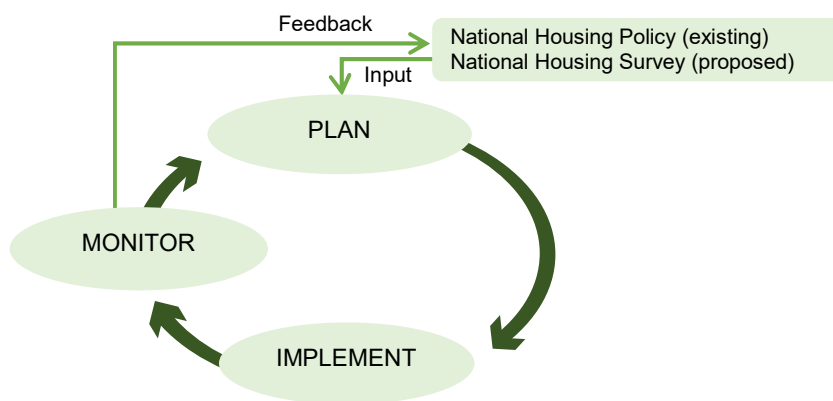 Feedback
National Housing Policy (existing)
National Housing Survey (proposed)
Input
PLAN
MONITOR
IMPLEMENT